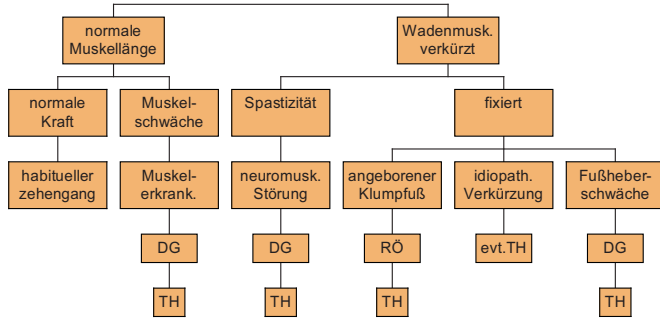 normale
Muskellänge
Wadenmusk.
verkürzt
normale
Kraft
Muskel-
schwäche
Spastizität
fixiert
habitueller
zehengang
Muskel-
erkrank.
neuromusk.
Störung
angeborener
Klumpfuß
idiopath.
Verkürzung
Fußheber-
schwäche
DG
DG
RÖ
evt.TH
DG
TH
TH
TH
TH